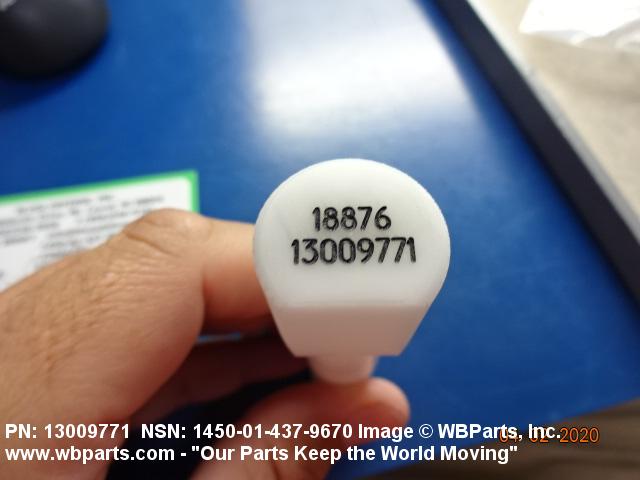 18876
13009771
PN: 13009771 NSN: 1450-01-437-9670 Image © WBParts, Inc.
www.wbparts.com - "Our Parts Keep the World Moving"
2020